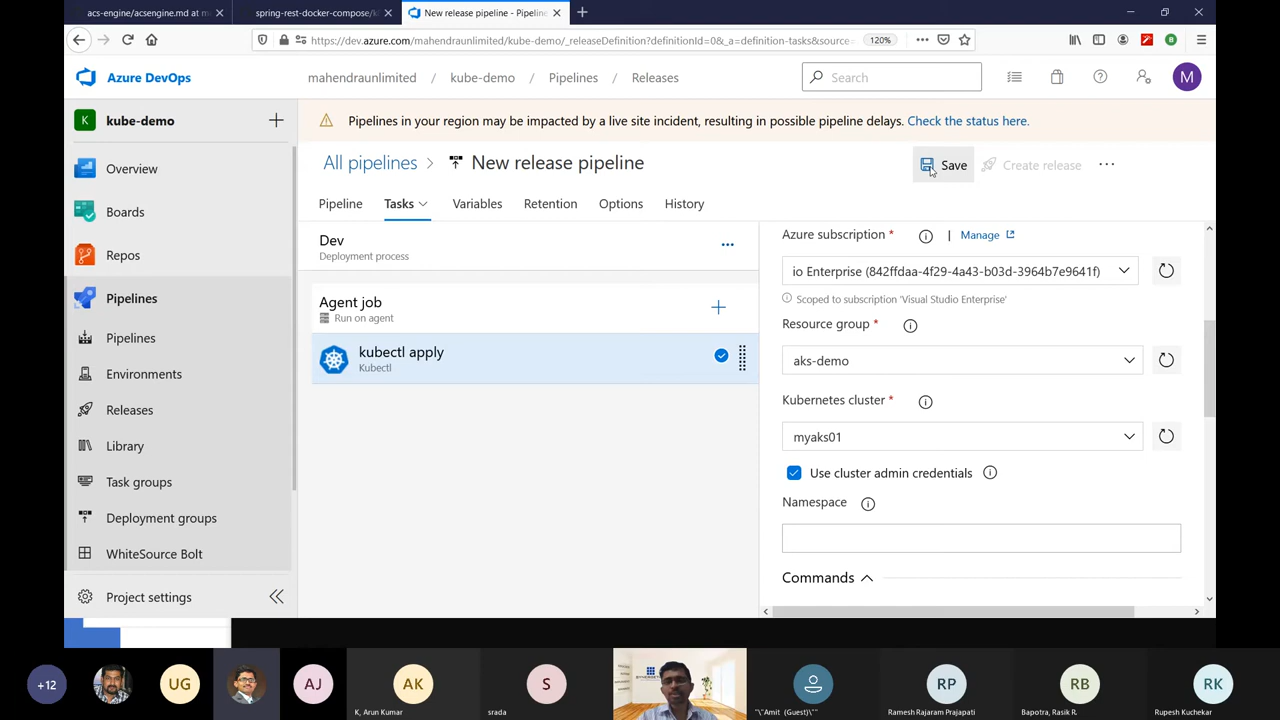 acs-engine/acsengine.md at m
spring-rest-docker-compose/k
New release pipeline - Pipeline
https://dev.azure.com/mahendraunlimited/kube-demo/_releaseDefinition?definitionId=0&_a=definition-tasks&source
120%
Azure DevOps
mahendraunlimited / kube-demo / Pipelines / Releases
Search
M
K
kube-demo
Pipelines in your region may be impacted by a live site incident, resulting in possible pipeline delays. Check the status here.
All pipelines > New release pipeline
Save
Create release
Overview
Boards
Repos
Pipelines
Pipelines
Environments
Releases
Library
Task groups
Deployment groups
WhiteSource Bolt
Project settings
Pipeline
Tasks
Variables
Retention
Options
History
Dev
Deployment process
Agent job
Run on agent
kubectl apply
Kubectl
Azure subscription * | Manage
io Enterprise (842ffdaa-4f29-4a43-b03d-3964b7e9641f)
Scoped to subscription 'Visual Studio Enterprise'
Resource group *
aks-demo
Kubernetes cluster *
myaks01
Use cluster admin credentials
Namespace
Commands
+12
UG
AJ
AK
K, Arun Kumar
S
srada
"\"Amit (Guest)\""
RP
Ramesh Rajaram Prajapati
RB
Bapotra, Rasik R.
RK
Rupesh Kuchekar